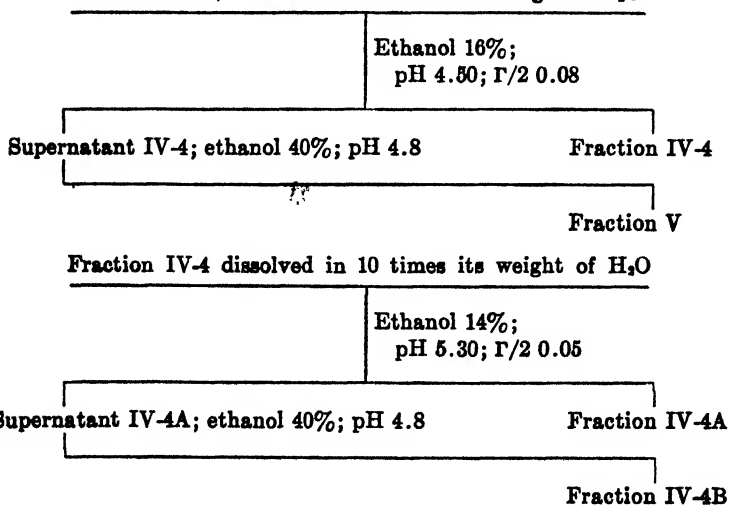 Ethanol 16%;
pH 4.50; Γ/2 0.08
Supernatant IV-4; ethanol 40%; pH 4.8 Fraction IV-4
Fraction V
Fraction IV-4 dissolved in 10 times its weight of H₂O
Ethanol 14%;
pH 5.30; Γ/2 0.05
Supernatant IV-4A; ethanol 40%; pH 4.8 Fraction IV-4A
Fraction IV-4B